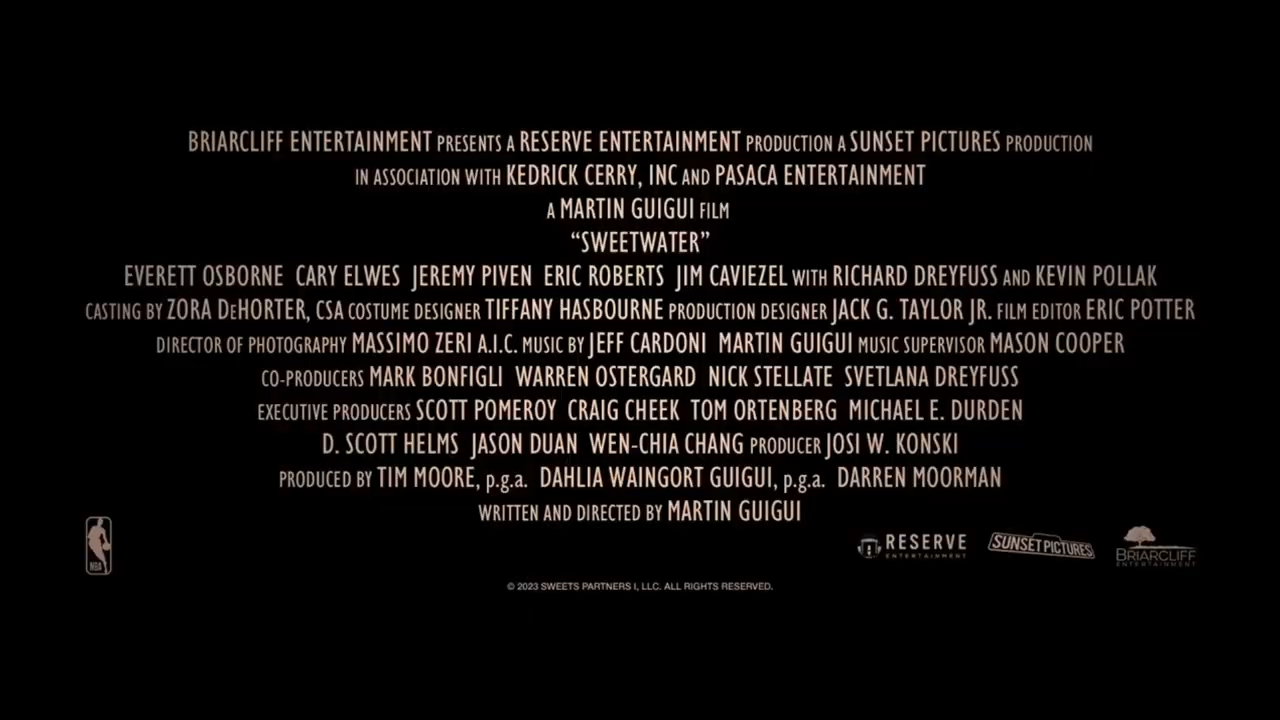 BRIARCLIFF ENTERTAINMENT PRESENTS A RESERVE ENTERTAINMENT PRODUCTION A SUNSET PICTURES PRODUCTION
IN ASSOCIATION WITH KEDRICK CERRY, INC AND PASACA ENTERTAINMENT
A MARTIN GUIGUI FILM
“SWEETWATER”
EVERETT OSBORNE CARY ELWES JEREMY PIVEN ERIC ROBERTS JIM CAVIEZEL WITH RICHARD DREYFUSS AND KEVIN POLLAK
CASTING BY ZORA DeHORTER, CSA COSTUME DESIGNER TIFFANY HASBOURNE PRODUCTION DESIGNER JACK G. TAYLOR JR. FILM EDITOR ERIC POTTER
DIRECTOR OF PHOTOGRAPHY MASSIMO ZERI A.I.C. MUSIC BY JEFF CARDONI MARTIN GUIGUI MUSIC SUPERVISOR MASON COOPER
CO-PRODUCERS MARK BONFIGLI WARREN OSTERGARD NICK STELLATE SVETLANA DREYFUSS
EXECUTIVE PRODUCERS SCOTT POMEROY CRAIG CHEEK TOM ORTENBERG MICHAEL E. DURDEN
D. SCOTT HELMS JASON DUAN WEN-CHIA CHANG PRODUCER JOSI W. KONSKI
PRODUCED BY TIM MOORE, p.g.a. DAHLIA WAINGORT GUIGUI, p.g.a. DARREN MOORMAN
WRITTEN AND DIRECTED BY MARTIN GUIGUI
NBA
RESERVE
ENTERTAINMENT
SUNSET PICTURES
BRIARCLIFF
ENTERTAINMENT
© 2023 SWEETS PARTNERS I, LLC. ALL RIGHTS RESERVED.